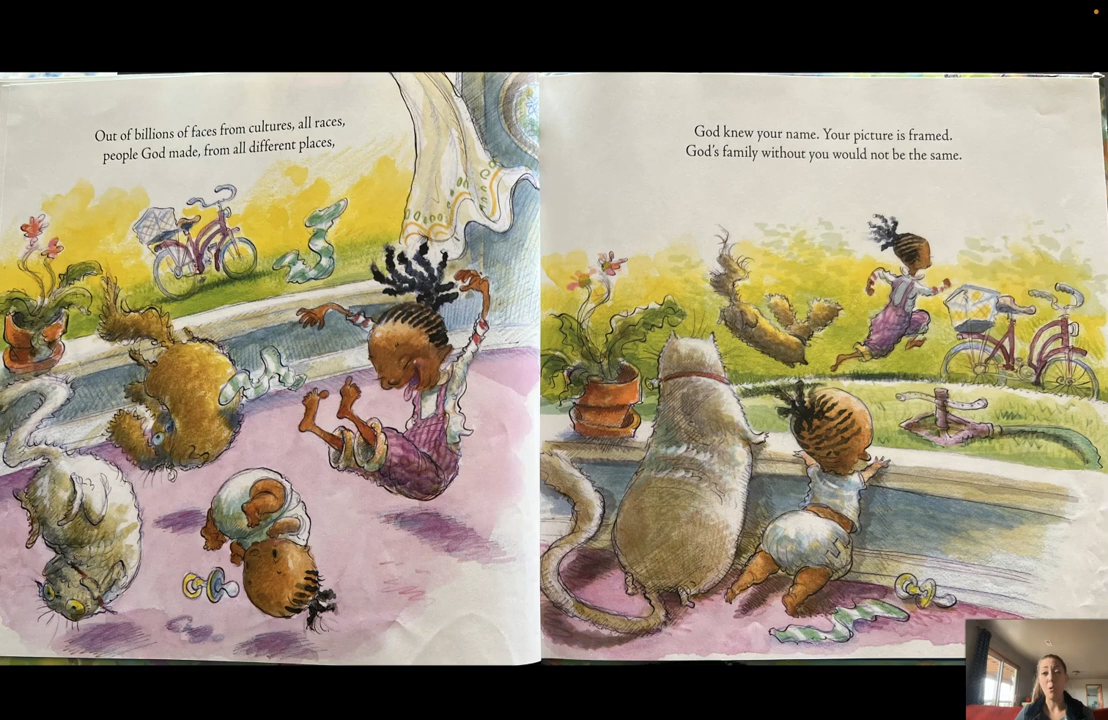 Out of billions of faces from cultures, all races,
people God made, from all different places,
God knew your name. Your picture is framed.
God's family without you would not be the same.